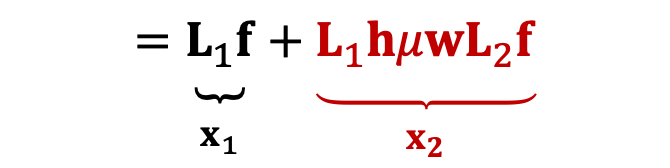 = L₁f + L₁hμwL₂f
x₁ x₂